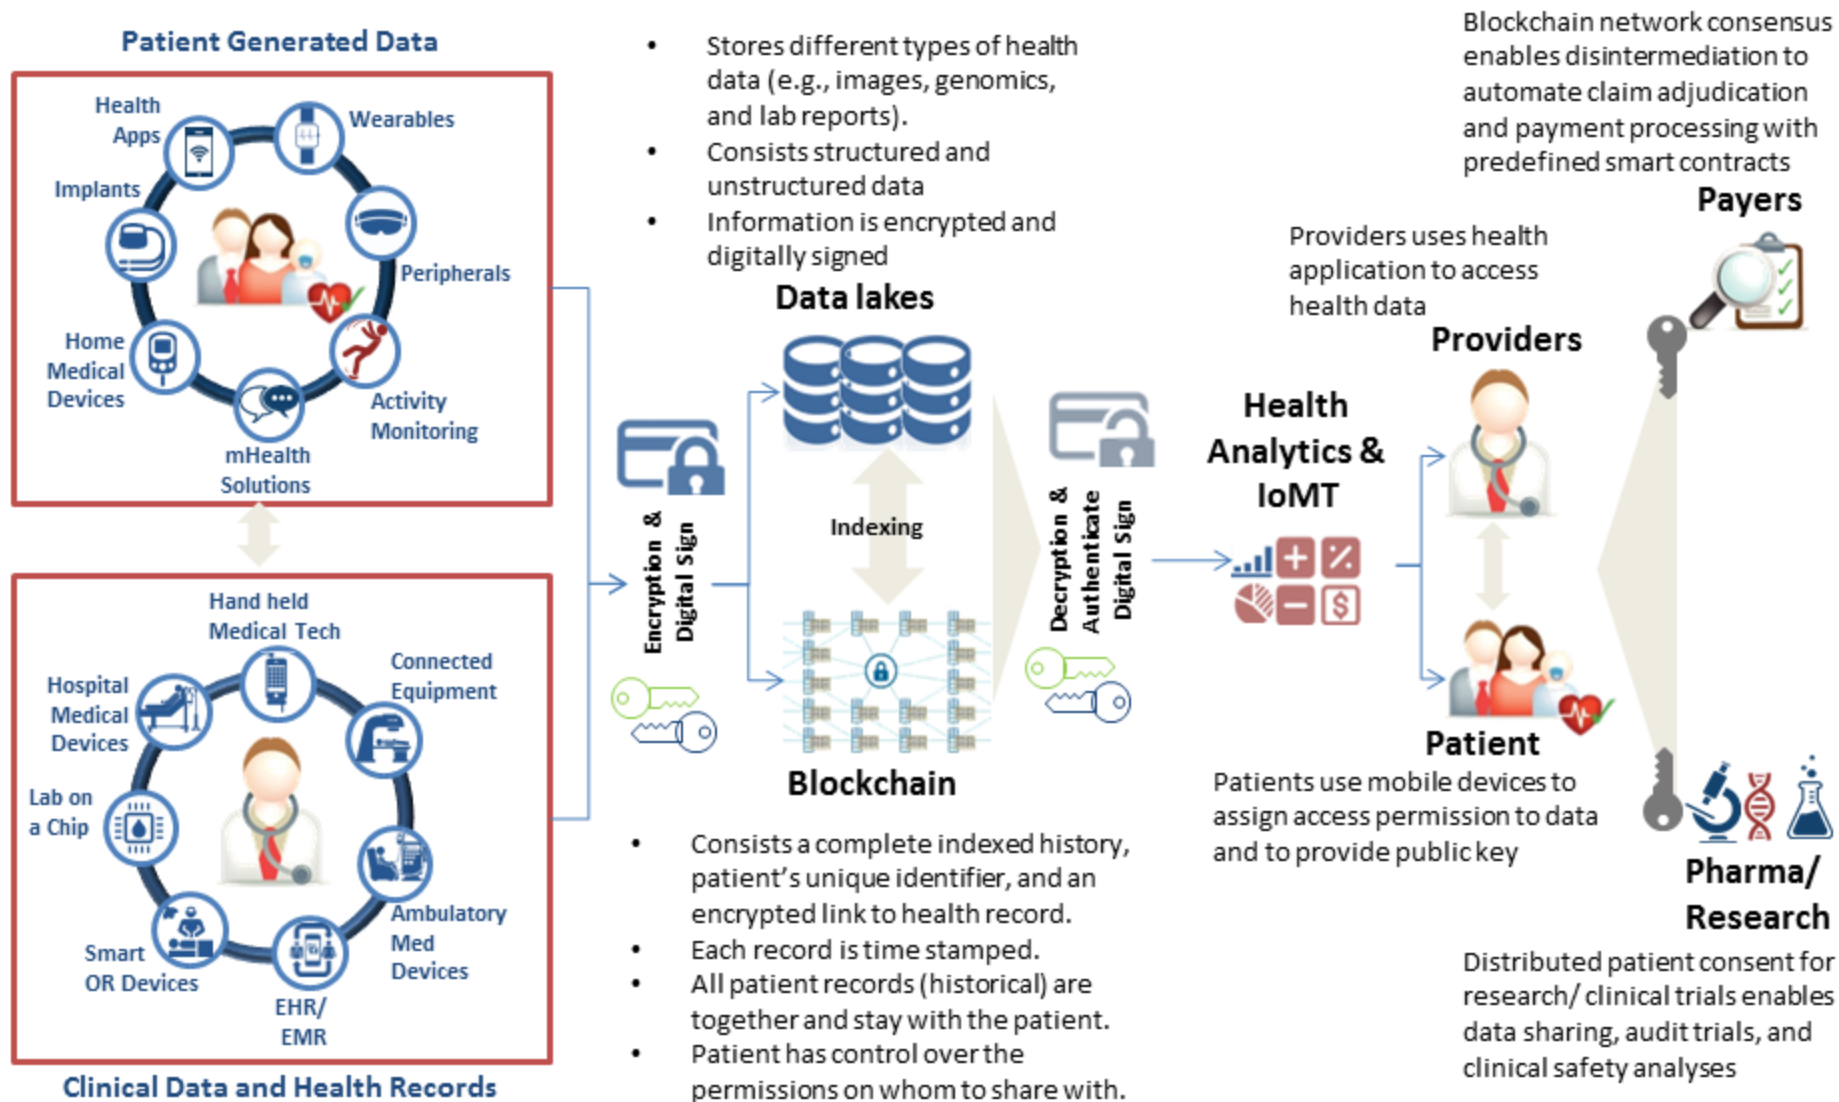 Patient Generated Data
Health
Apps
Wearables
Implants
Peripherals
Home
Medical
Devices
Activity
Monitoring
mHealth
Solutions
Hand held
Medical Tech
Connected
Equipment
Hospital
Medical
Devices
Lab on
a Chip
Ambulatory
Med
Devices
Smart
OR Devices
EHR/
EMR
Clinical Data and Health Records
Encryption &
Digital Sign
• Stores different types of health
data (e.g., images, genomics,
and lab reports).
• Consists structured and
unstructured data
• Information is encrypted and
digitally signed
Data lakes
Indexing
Blockchain
• Consists a complete indexed history,
patient's unique identifier, and an
encrypted link to health record.
• Each record is time stamped.
• All patient records (historical) are
together and stay with the patient.
• Patient has control over the
permissions on whom to share with.
Decryption &
Authenticate
Digital Sign
Health
Analytics &
IoMT
Providers uses health
application to access
health data
Providers
Patient
Patients use mobile devices to
assign access permission to data
and to provide public key
Blockchain network consensus
enables disintermediation to
automate claim adjudication
and payment processing with
predefined smart contracts
Payers
Pharma/
Research
Distributed patient consent for
research/ clinical trials enables
data sharing, audit trials, and
clinical safety analyses